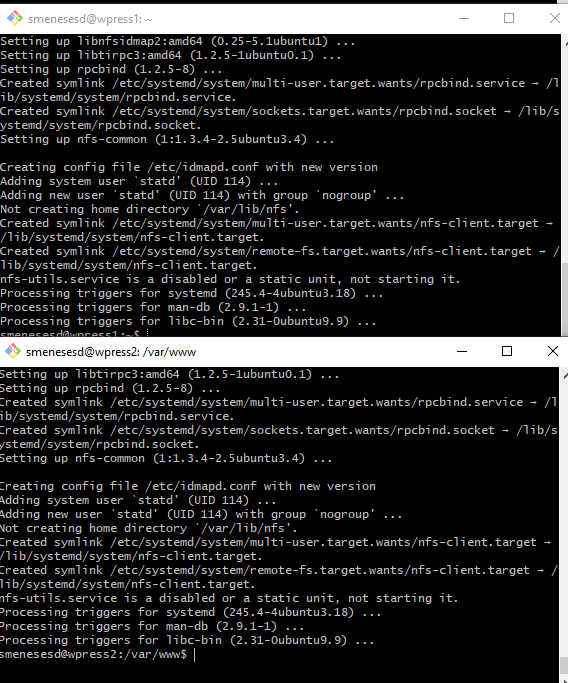 smenesesd@wpress1: ~
Setting up libnfsidmap2:amd64 (0.25-5.1ubuntu1) ...
Setting up libtirpc3:amd64 (1.2.5-1ubuntu0.1) ...
Setting up rpcbind (1.2.5-8) ...
Created symlink /etc/systemd/system/multi-user.target.wants/rpcbind.service → /l
ib/systemd/system/rpcbind.service.
Created symlink /etc/systemd/system/sockets.target.wants/rpcbind.socket → /lib/s
ystemd/system/rpcbind.socket.
Setting up nfs-common (1:1.3.4-2.5ubuntu3.4) ...
Creating config file /etc/idmapd.conf with new version
Adding system user `statd' (UID 114) ...
Adding new user `statd' (UID 114) with group `nogroup' ...
Not creating home directory `/var/lib/nfs'.
Created symlink /etc/systemd/system/multi-user.target.wants/nfs-client.target →
/lib/systemd/system/nfs-client.target.
Created symlink /etc/systemd/system/remote-fs.target.wants/nfs-client.target → /
lib/systemd/system/nfs-client.target.
nfs-utils.service is a disabled or a static unit, not starting it.
Processing triggers for systemd (245.4-4ubuntu3.18) ...
Processing triggers for man-db (2.9.1-1) ...
Processing triggers for libc-bin (2.31-0ubuntu9.9) ...
smenesesd@wpress1:~$
smenesesd@wpress2: /var/www
Setting up libtirpc3:amd64 (1.2.5-1ubuntu0.1) ...
Setting up rpcbind (1.2.5-8) ...
Created symlink /etc/systemd/system/multi-user.target.wants/rpcbind.service → /l
ib/systemd/system/rpcbind.service.
Created symlink /etc/systemd/system/sockets.target.wants/rpcbind.socket → /lib/s
ystemd/system/rpcbind.socket.
Setting up nfs-common (1:1.3.4-2.5ubuntu3.4) ...
Creating config file /etc/idmapd.conf with new version
Adding system user `statd' (UID 114) ...
Adding new user `statd' (UID 114) with group `nogroup' ...
Not creating home directory `/var/lib/nfs'.
Created symlink /etc/systemd/system/multi-user.target.wants/nfs-client.target →
/lib/systemd/system/nfs-client.target.
Created symlink /etc/systemd/system/remote-fs.target.wants/nfs-client.target → /
lib/systemd/system/nfs-client.target.
nfs-utils.service is a disabled or a static unit, not starting it.
Processing triggers for systemd (245.4-4ubuntu3.18) ...
Processing triggers for man-db (2.9.1-1) ...
Processing triggers for libc-bin (2.31-0ubuntu9.9) ...
smenesesd@wpress2:/var/www$